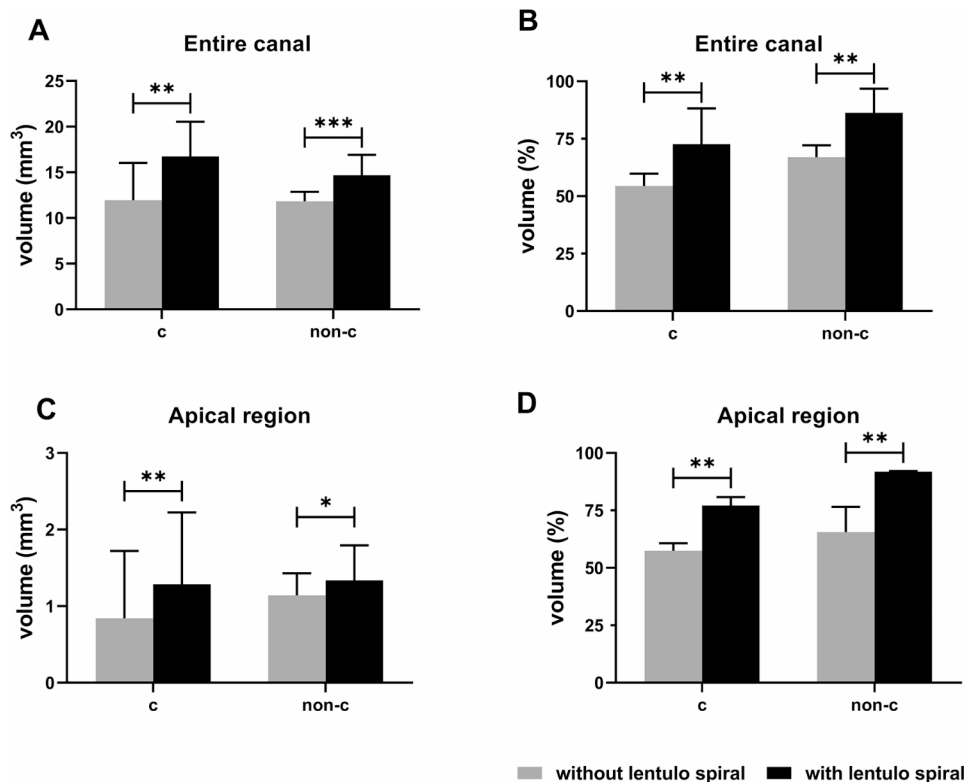 A
Entire canal
volume (mm³)
25
20
15
10
5
0
**
***
c
non-c
B
Entire canal
volume (%)
100
75
50
25
0
**
**
c
non-c
C
Apical region
volume (mm³)
3
2
1
0
**
*
c
non-c
D
Apical region
volume (%)
100
75
50
25
0
**
**
c
non-c
without lentulo spiral
with lentulo spiral